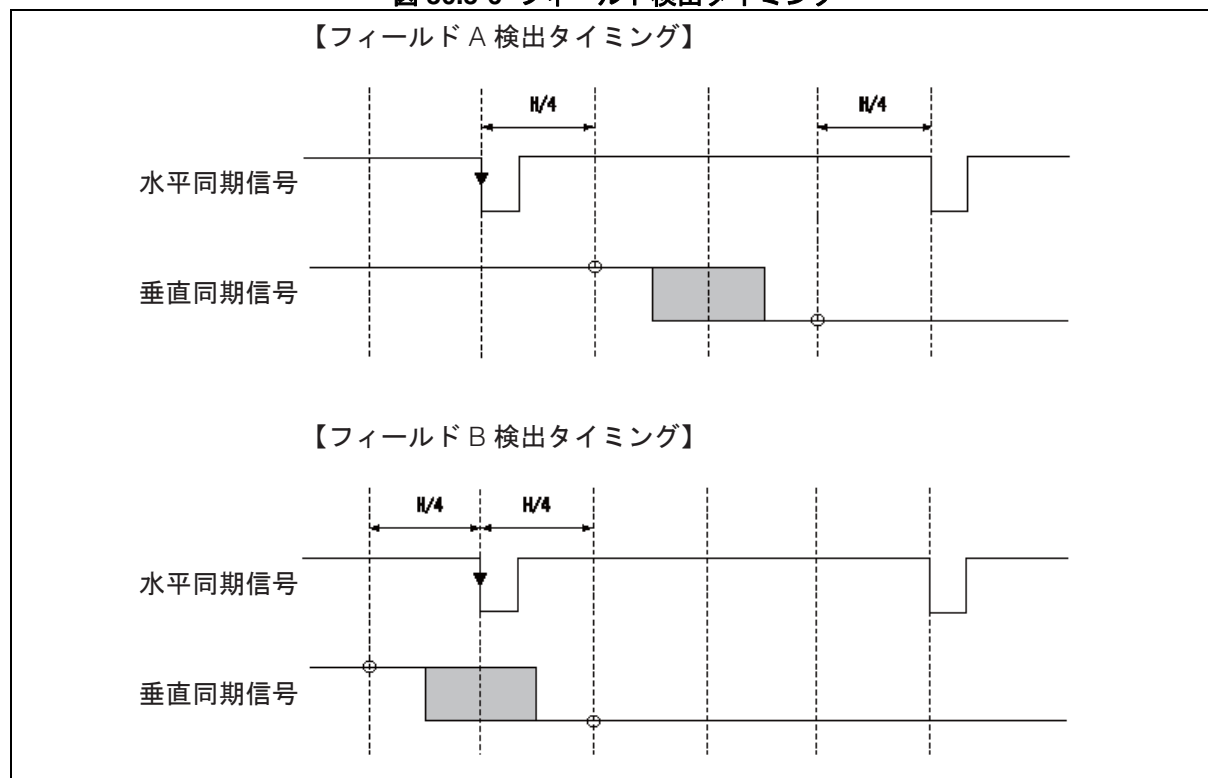 【フィールド A 検出タイミング】
H/4 H/4
水平同期信号
垂直同期信号
【フィールド B 検出タイミング】
H/4 H/4
水平同期信号
垂直同期信号